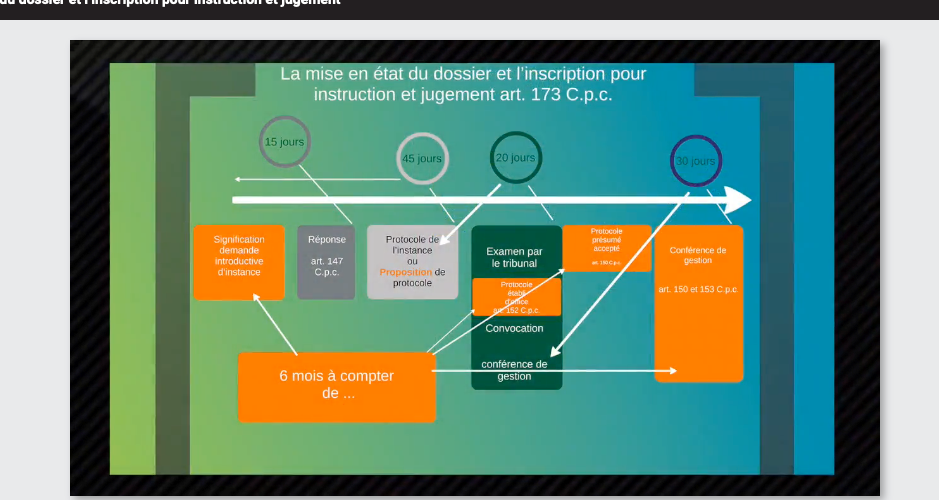 du dossier et l'inscription pour instruction et jugement
La mise en état du dossier et l'inscription pour
instruction et jugement art. 173 C.p.c.
15 jours
45 jours
20 jours
30 jours
Signification
demande
introductive
d'instance
Réponse
art. 147
C.p.c.
Protocole de
l'instance
ou
Proposition de
protocole
Examen par
le tribunal
Protocole
établi
d'office
art 152 C.p.c.
Convocation
conférence de
gestion
Protocole
présumé
accepté
Conférence de
gestion
art. 150 et 153 C.p.c.
6 mois à compter
de ...